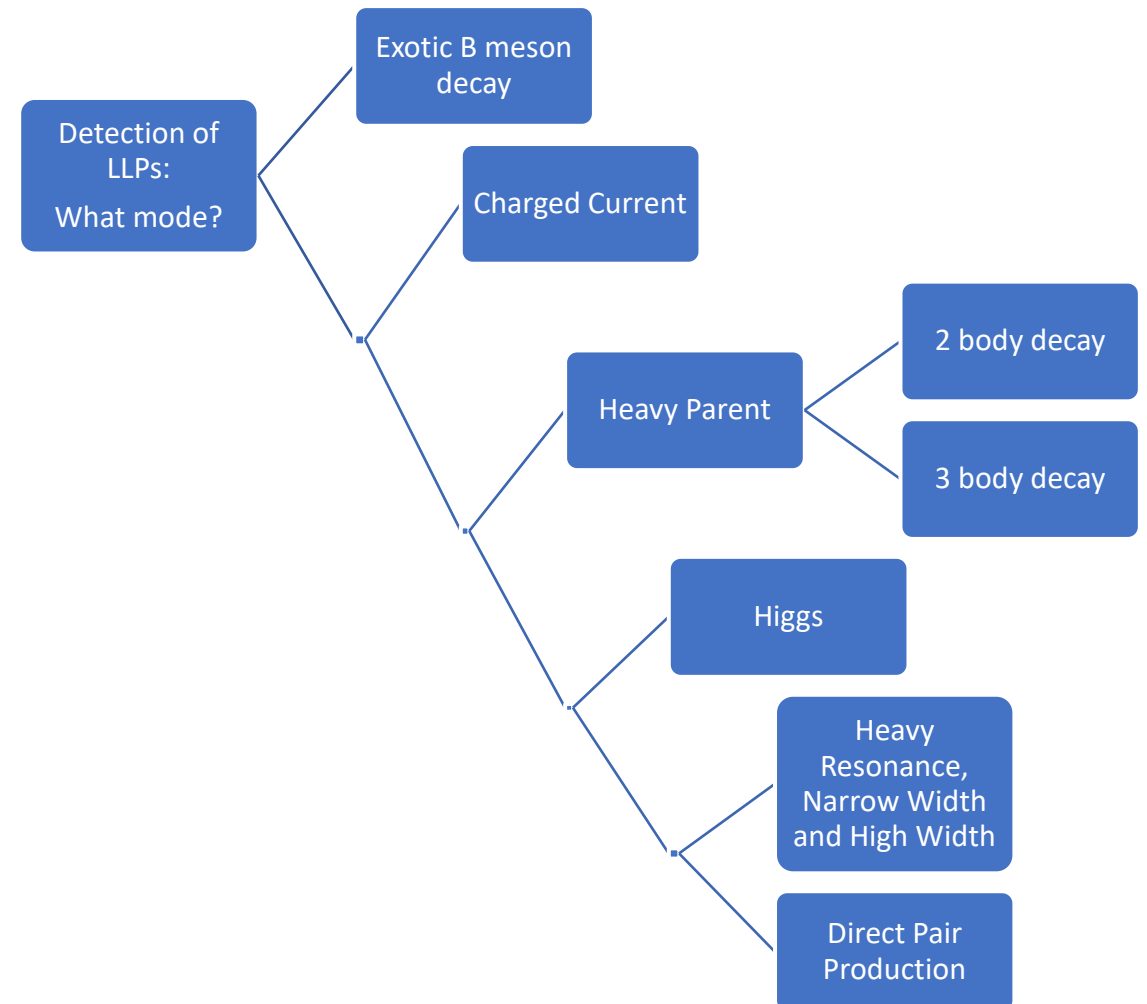 Exotic B meson
decay
Detection of
LLPs:
What mode?
Charged Current
2 body decay
Heavy Parent
3 body decay
Higgs
Heavy
Resonance,
Narrow Width
and High Width
Direct Pair
Production